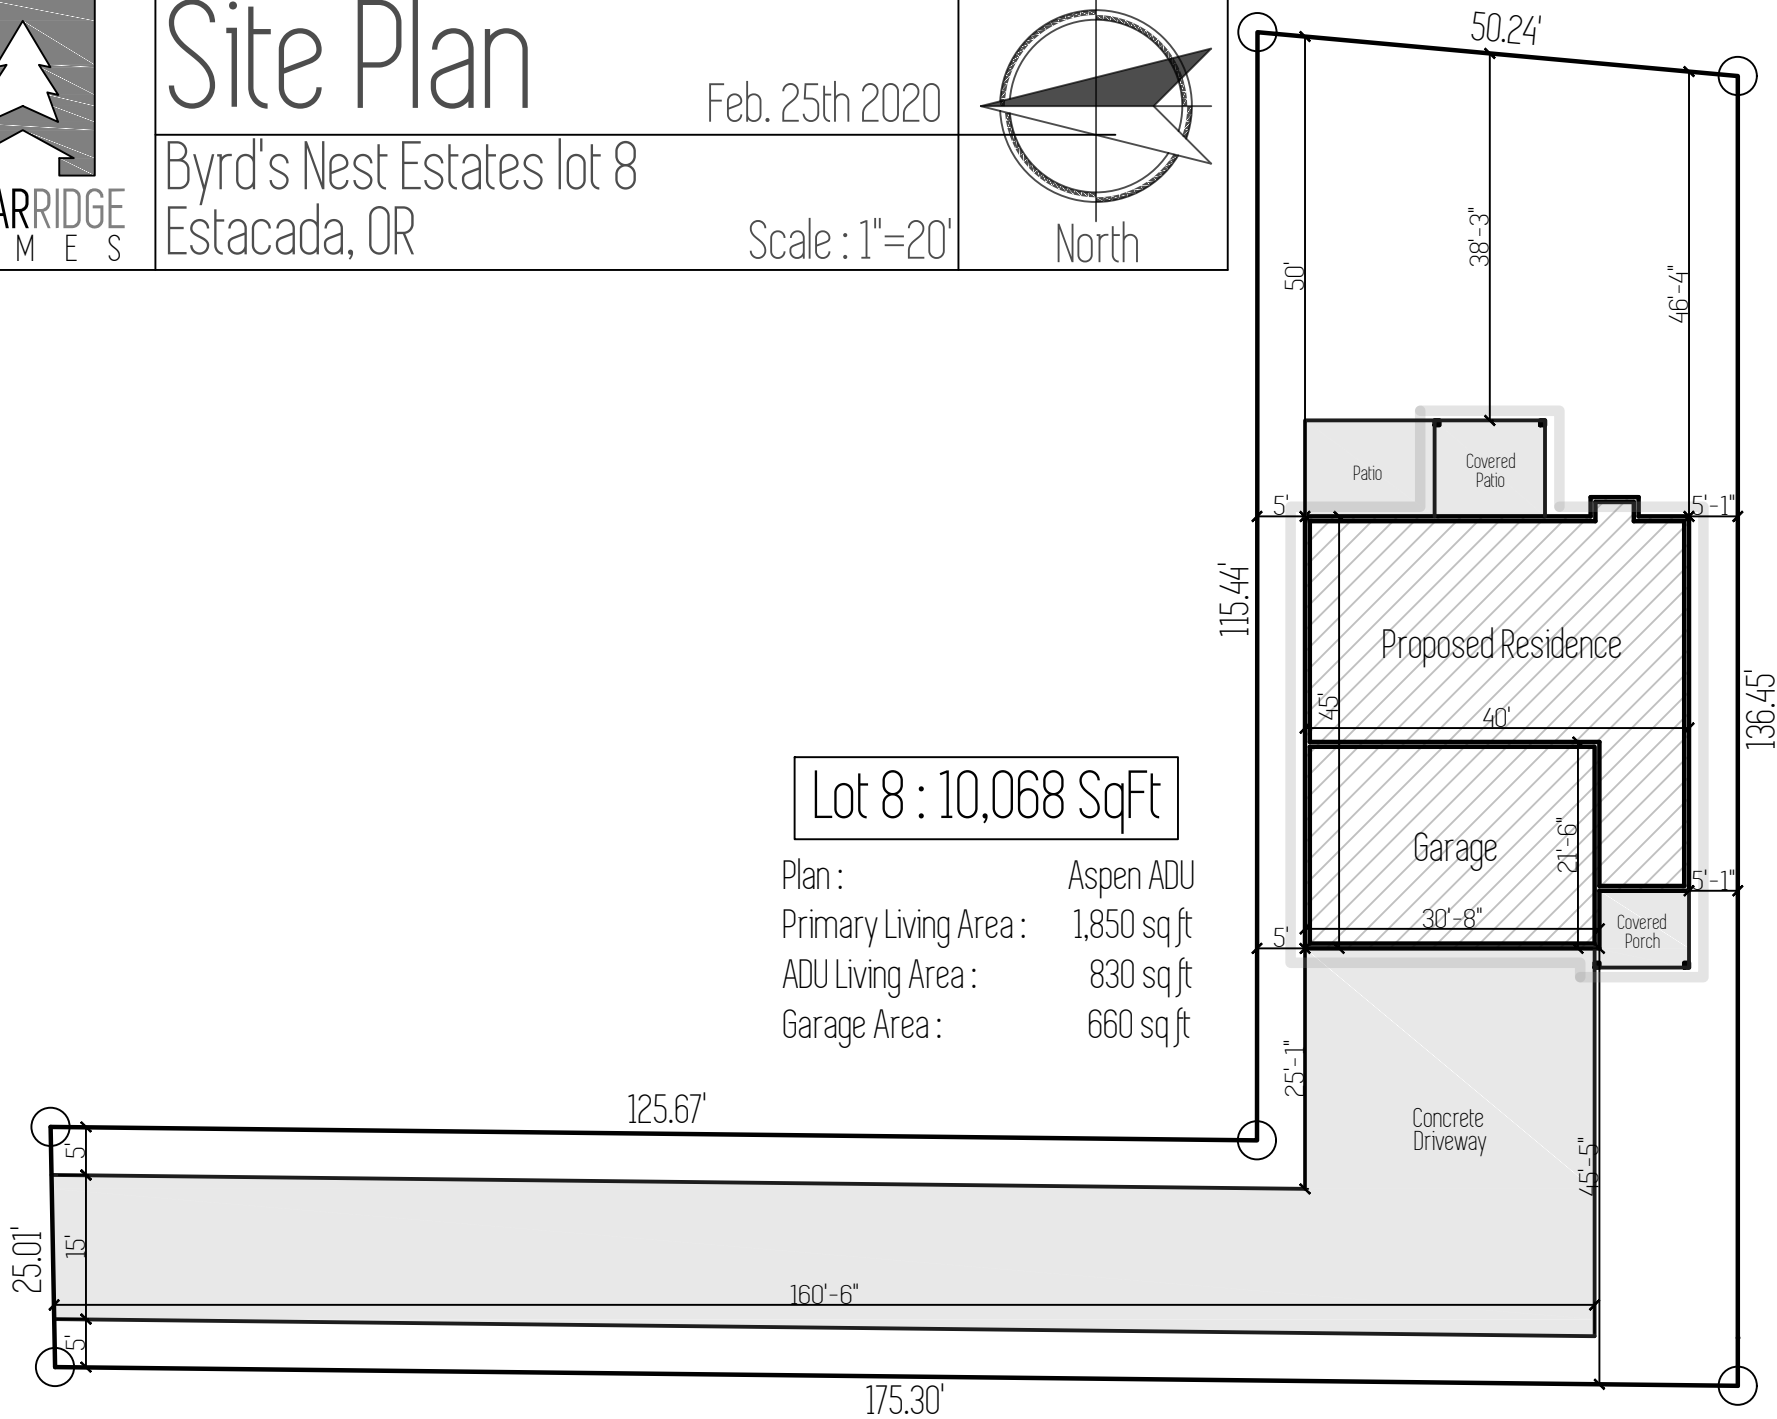 Site Plan
Feb. 25th 2020
Byrd's Nest Estates lot 8
Estacada, OR
Scale : 1"=20'
North
ARRIDGE
MES
50.24'
50'
38'-3"
46'-4"
Patio
Covered
Patio
5'
5'-1"
115.44'
136.45'
Proposed Residence
45'
40'
Lot 8 : 10,068 SqFt
Plan : Aspen ADU
Primary Living Area : 1,850 sq ft
ADU Living Area : 830 sq ft
Garage Area : 660 sq ft
Garage
21'-6"
30'-8"
5'-1"
Covered
Porch
5'
25'-1"
Concrete
Driveway
45'-5"
125.67'
5'
15'
5'
25.01'
160'-6"
175.30'